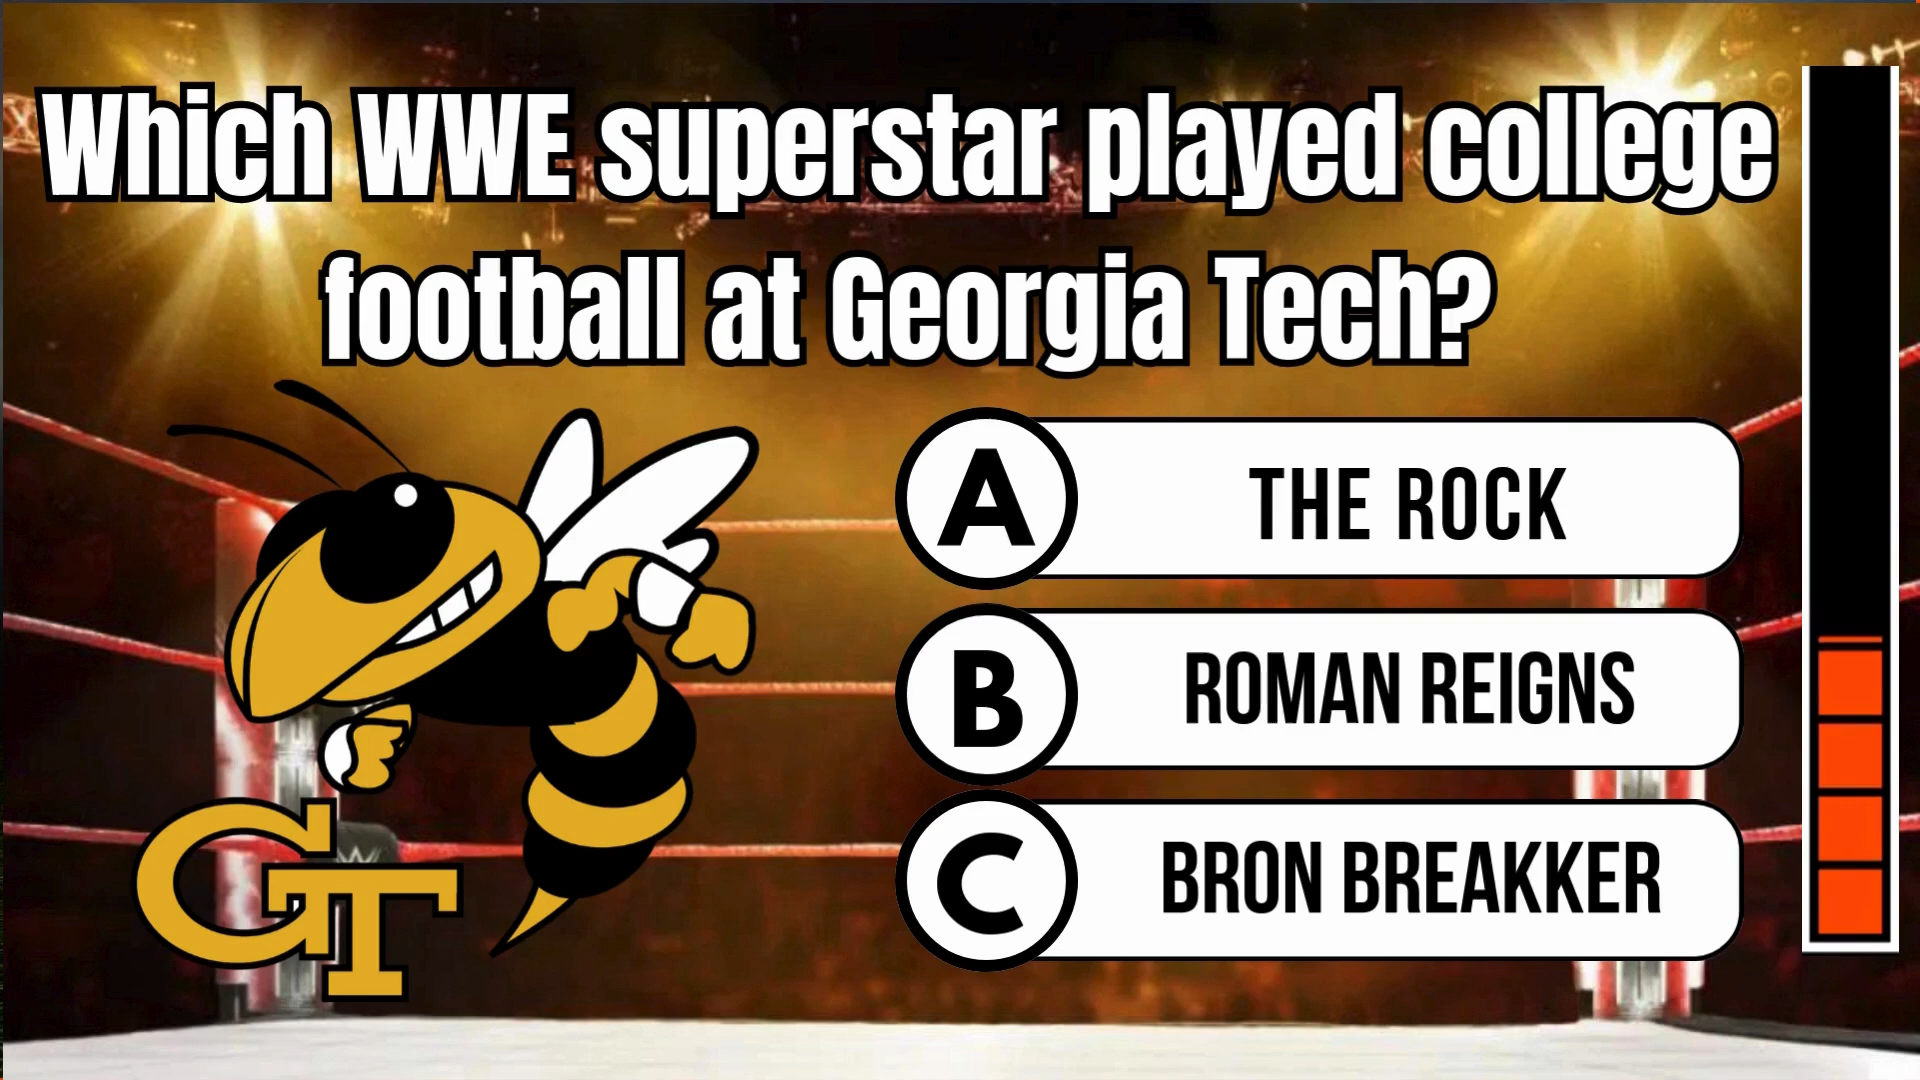 Which WWE superstar played college
football at Georgia Tech?
A THE ROCK
B ROMAN REIGNS
C BRON BREAKKER
GT
W